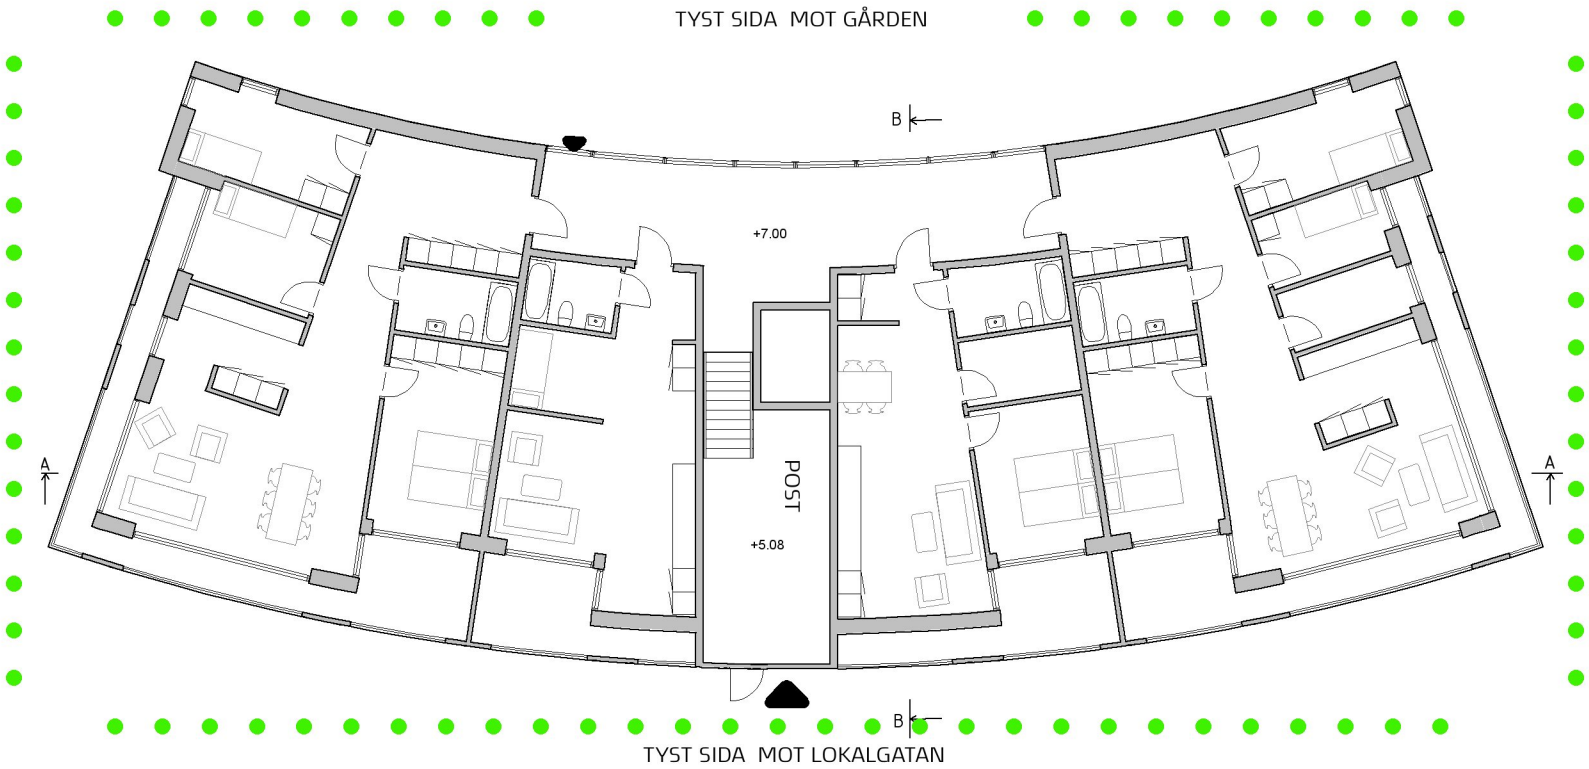 TYST SIDA MOT GÅRDEN
B
+7.00
A
POST
A
+5.08
B
TYST SIDA MOT LOKALGATAN